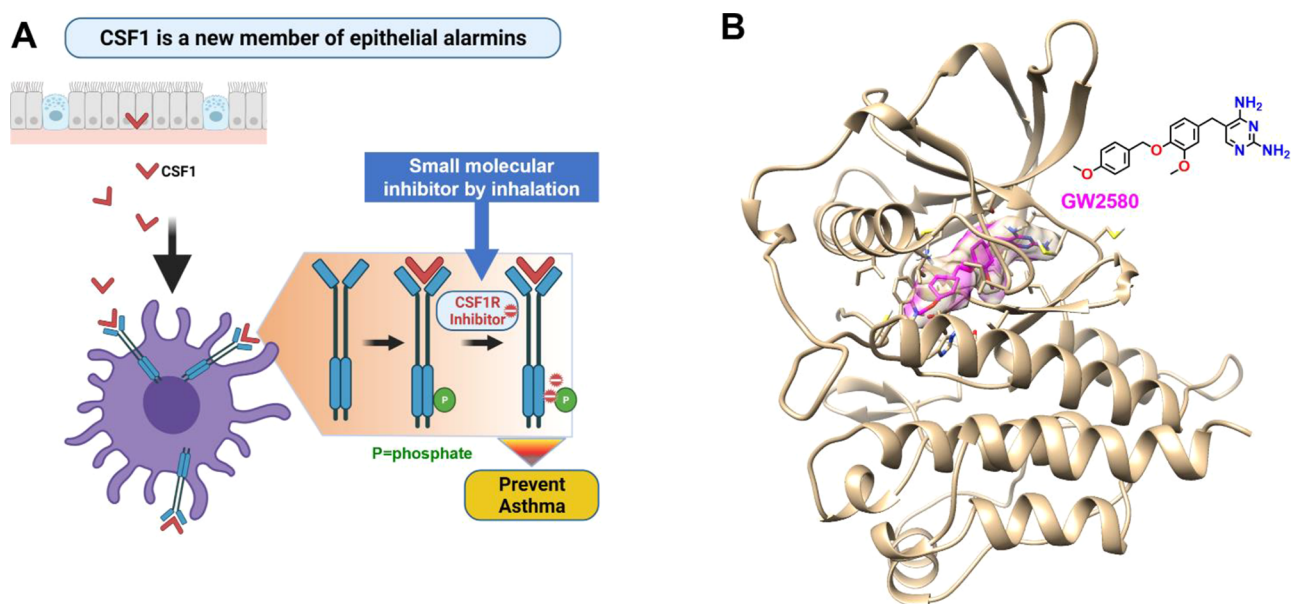 A
CSF1 is a new member of epithelial alarmins
CSF1
Small molecular
inhibitor by inhalation
CSF1R
Inhibitor
P
P
P=phosphate
Prevent
Asthma
B
NH₂
N
N
NH₂
O
O
O
GW2580